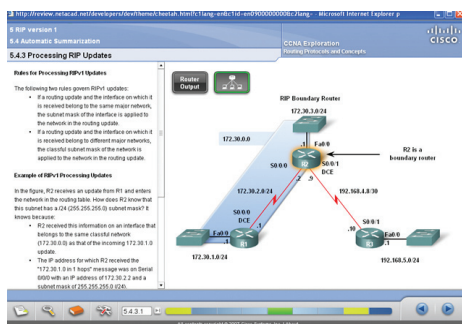 http://review.netacad.net/developers/dev/theme/cheetah.html?c1lang-en&c1id-en0900000000&c2lang-- Microsoft Internet Explorer p
5 RIP version 1
5.4 Automatic Summarization
5.4.3 Processing RIP Updates
CCNA Exploration
Routing Protocols and Concepts
CISCO
Rules for Processing RIPv1 Updates
The following two rules govern RIPv1 updates:
• If a routing update and the interface on which it
is received belong to the same major network,
the subnet mask of the interface is applied to
the network in the routing update.
• If a routing update and the interface on which it
is received belong to different major networks,
the classful subnet mask of the network is
applied to the network in the routing update.
Example of RIPv1 Processing Updates
In the figure, R2 receives an update from R1 and enters
the network in the routing table. How does R2 know that
this subnet has a /24 (255.255.255.0) subnet mask? It
knows because:
• R2 received this information on an interface that
belongs to the same classful network
(172.30.0.0) as that of the incoming 172.30.1.0
update.
• The IP address for which R2 received the
"172.30.1.0 in 1 hops" message was on Serial
0/0/0 with an IP address of 172.30.2.2 and a
subnet mask of 255.255.255.0 (/24).
Router
Output
RIP Boundary Router
172.30.3.0/24
172.30.0.0
.1
Fa0/0
R2
R2 is a
boundary router
S0/0/0
S0/0/1
DCE
.2
.9
172.30.2.0/24
192.168.4.8/30
S0/0/0
DCE
S0/0/1
Fa0/0
.1
R1
.1
.10
R3
Fa0/0
.1
172.30.1.0/24
192.168.5.0/24
5.4.3.1